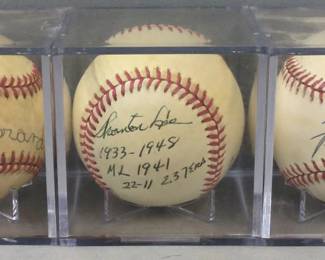 Thornton Lee
1933-1948
ML 1941
22-11 2.37 ERA